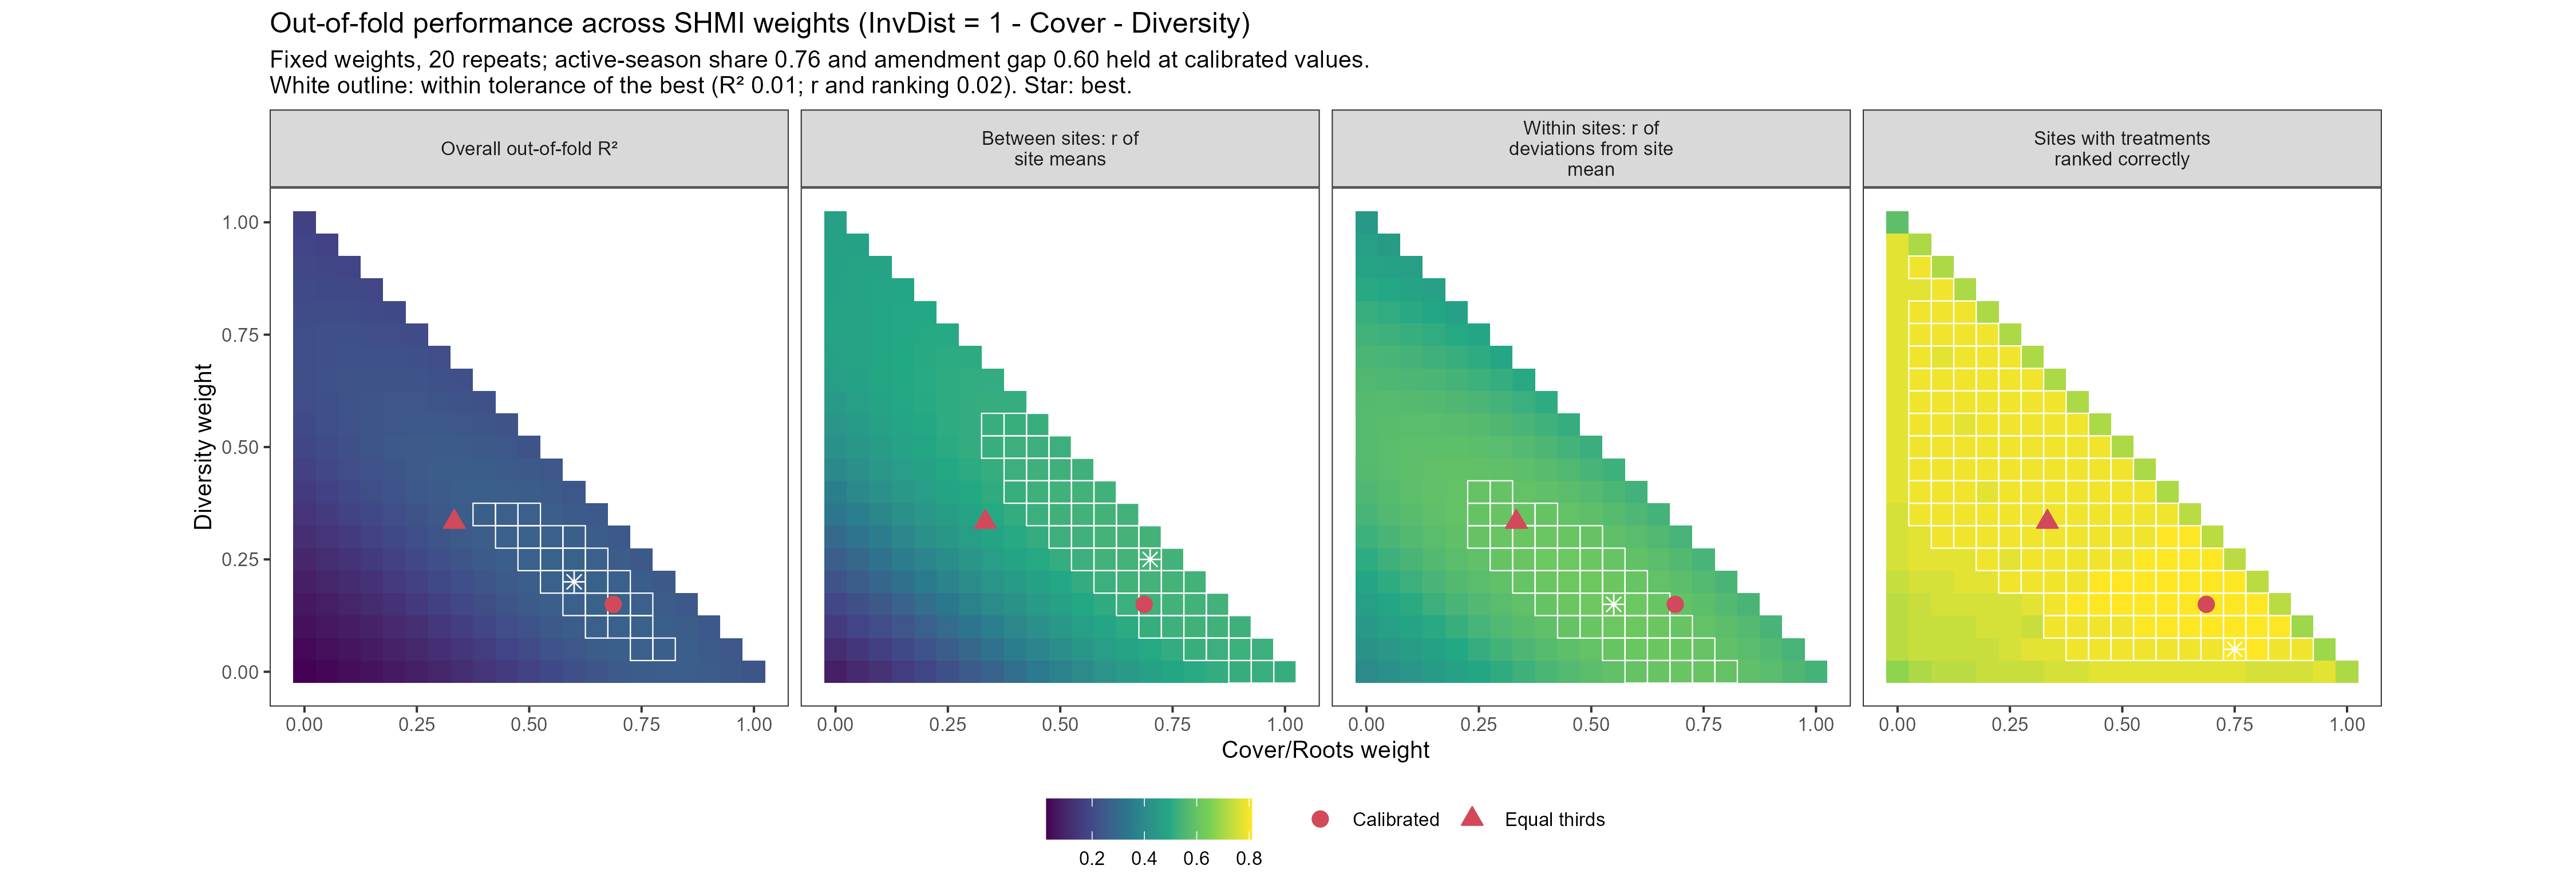 Out-of-fold performance across SHMI weights (InvDist = 1 - Cover - Diversity)
Fixed weights, 20 repeats; active-season share 0.76 and amendment gap 0.60 held at calibrated values.
White outline: within tolerance of the best (R² 0.01; r and ranking 0.02). Star: best.
Overall out-of-fold R²
Between sites: r of
site means
Within sites: r of
deviations from site
mean
Sites with treatments
ranked correctly
Diversity weight
1.00
0.75
0.50
0.25
0.00
0.00 0.25 0.50 0.75 1.00
0.00 0.25 0.50 0.75 1.00
0.00 0.25 0.50 0.75 1.00
0.00 0.25 0.50 0.75 1.00
Cover/Roots weight
0.2 0.4 0.6 0.8
Calibrated
Equal thirds